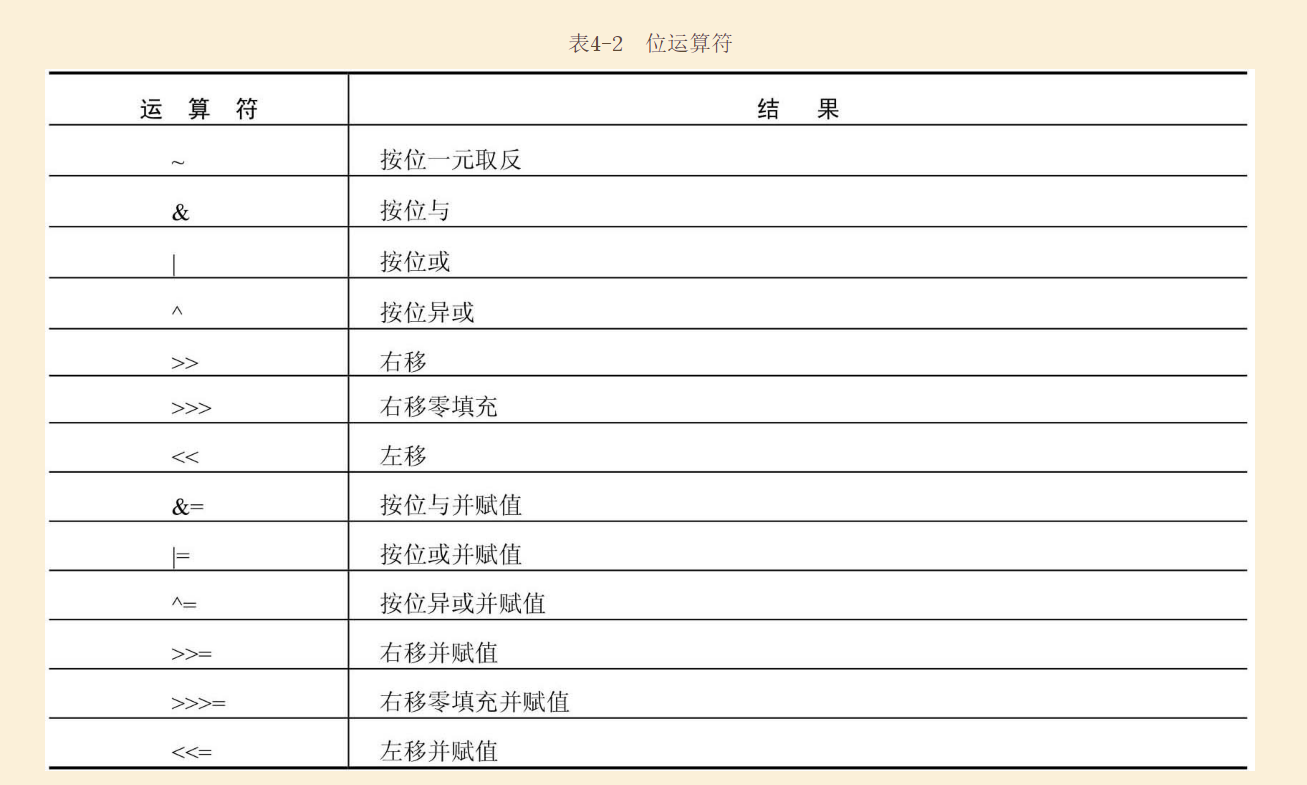 表4-2 位运算符
运 算 符 结 果
~ 按位一元取反
& 按位与
| 按位或
^ 按位异或
>> 右移
>>> 右移零填充
<< 左移
&= 按位与并赋值
|= 按位或并赋值
^= 按位异或并赋值
>>= 右移并赋值
>>>= 右移零填充并赋值
<<= 左移并赋值